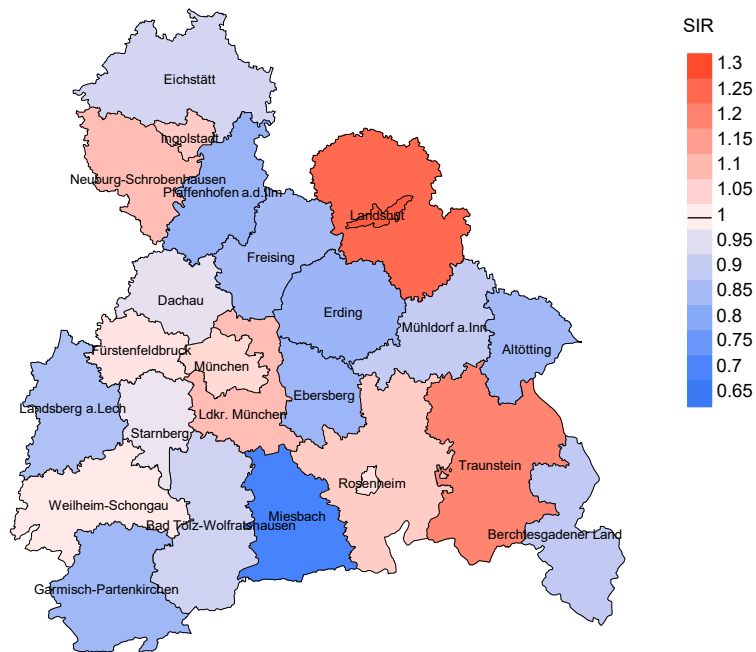 SIR
1.3
1.25
1.2
1.15
1.1
1.05
1
0.95
0.9
0.85
0.8
0.75
0.7
0.65
Eichstätt
Ingolstadt
Neuburg-Schrobenhausen
Pfaffenhofen a.d.Ilm
Landshut
Freising
Dachau
Erding
Mühldorf a.Inn
Altötting
Fürstenfeldbruck
München
Ebersberg
Landsberg a.Lech
Ldkr. München
Starnberg
Traunstein
Rosenheim
Weilheim-Schongau
Miesbach
Bad Tölz-Wolfratshausen
Berchtesgadener Land
Garmisch-Partenkirchen